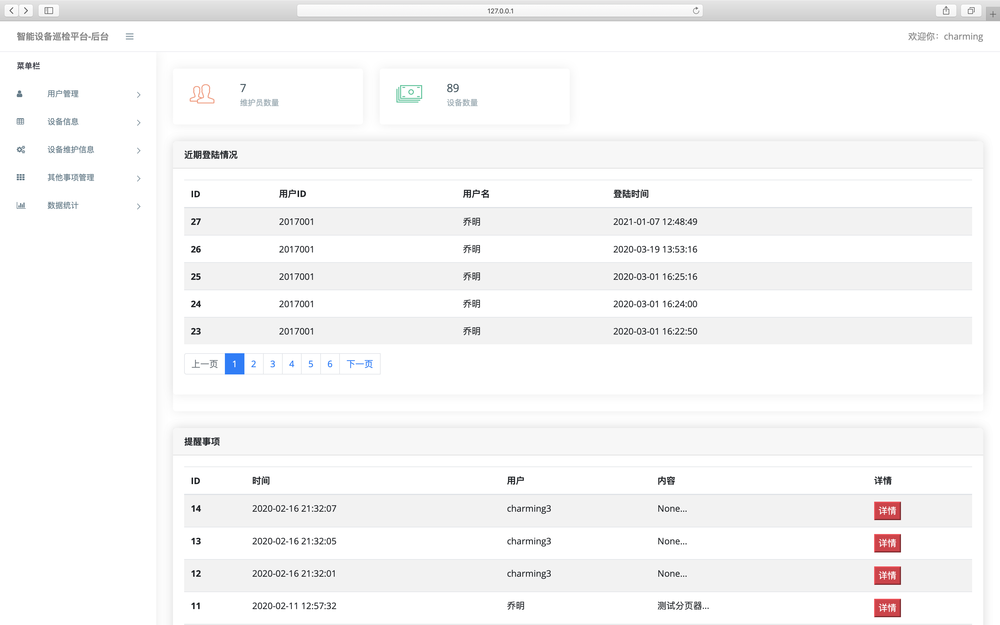 127.0.0.1
智能设备巡检平台-后台
欢迎你：charming
菜单栏
用户管理
设备信息
设备维护信息
其他事项管理
数据统计
7
维护员数量
89
设备数量
近期登陆情况
ID 用户ID 用户名 登陆时间
27 2017001 乔明 2021-01-07 12:48:49
26 2017001 乔明 2020-03-19 13:53:16
25 2017001 乔明 2020-03-01 16:25:16
24 2017001 乔明 2020-03-01 16:24:00
23 2017001 乔明 2020-03-01 16:22:50
上一页 1 2 3 4 5 6 下一页
提醒事项
ID 时间 用户 内容 详情
14 2020-02-16 21:32:07 charming3 None... 详情
13 2020-02-16 21:32:05 charming3 None... 详情
12 2020-02-16 21:32:01 charming3 None... 详情
11 2020-02-11 12:57:32 乔明 测试分页器... 详情